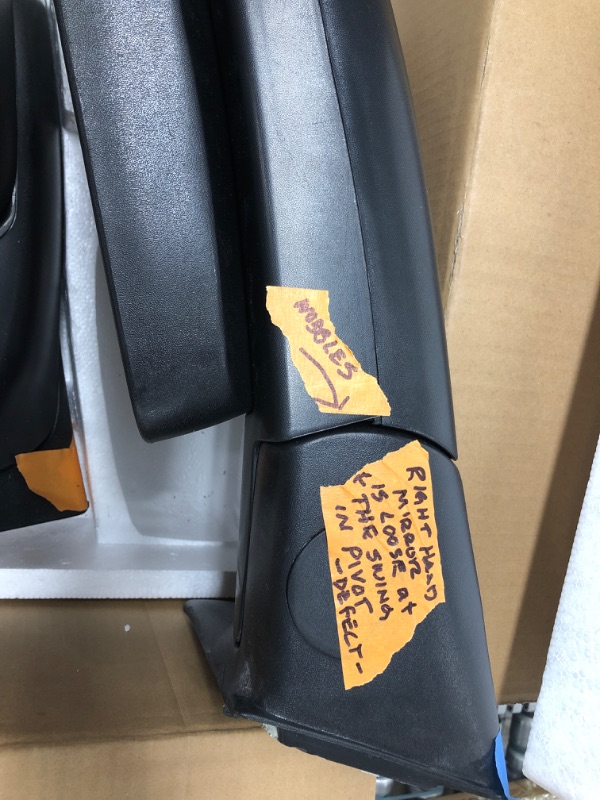 WOBBLES
RIGHT HAND
MIRROR
IS LOOSE at
+ THE SWING
IN PIVOT
- DEFECT -